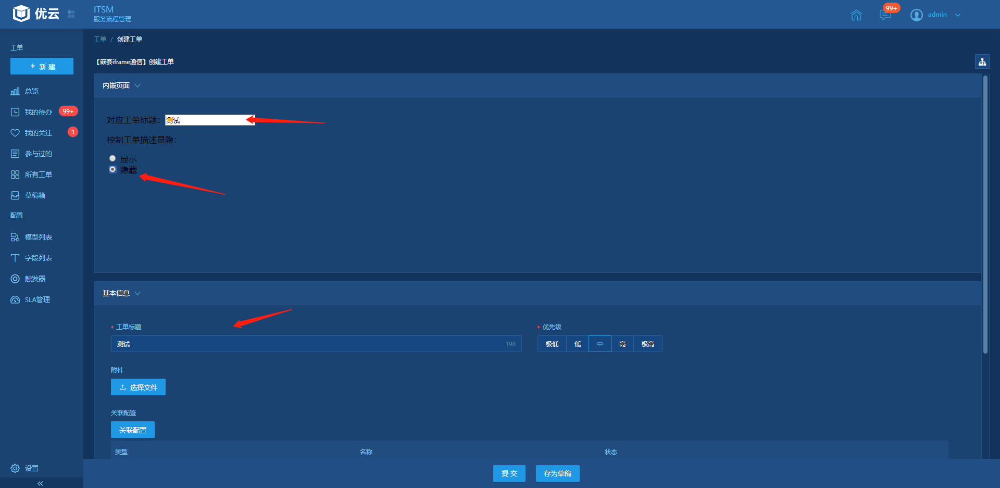 优云
ITSM
服务流程管理
99+
admin
工单
+ 新 建
总览
我的待办
99+
我的关注
1
参与过的
所有工单
草稿箱
配置
模型列表
字段列表
触发器
SLA管理
设置
工单 / 创建工单
【嵌套iframe通信】创建工单
内嵌页面
对应工单标题：
测试
控制工单描述显隐：
显示
隐藏
基本信息
* 工单标题
测试
198
* 优先级
极低 低 中 高 极高
附件
选择文件
关联配置
关联配置
类型 名称 状态
提 交 存为草稿